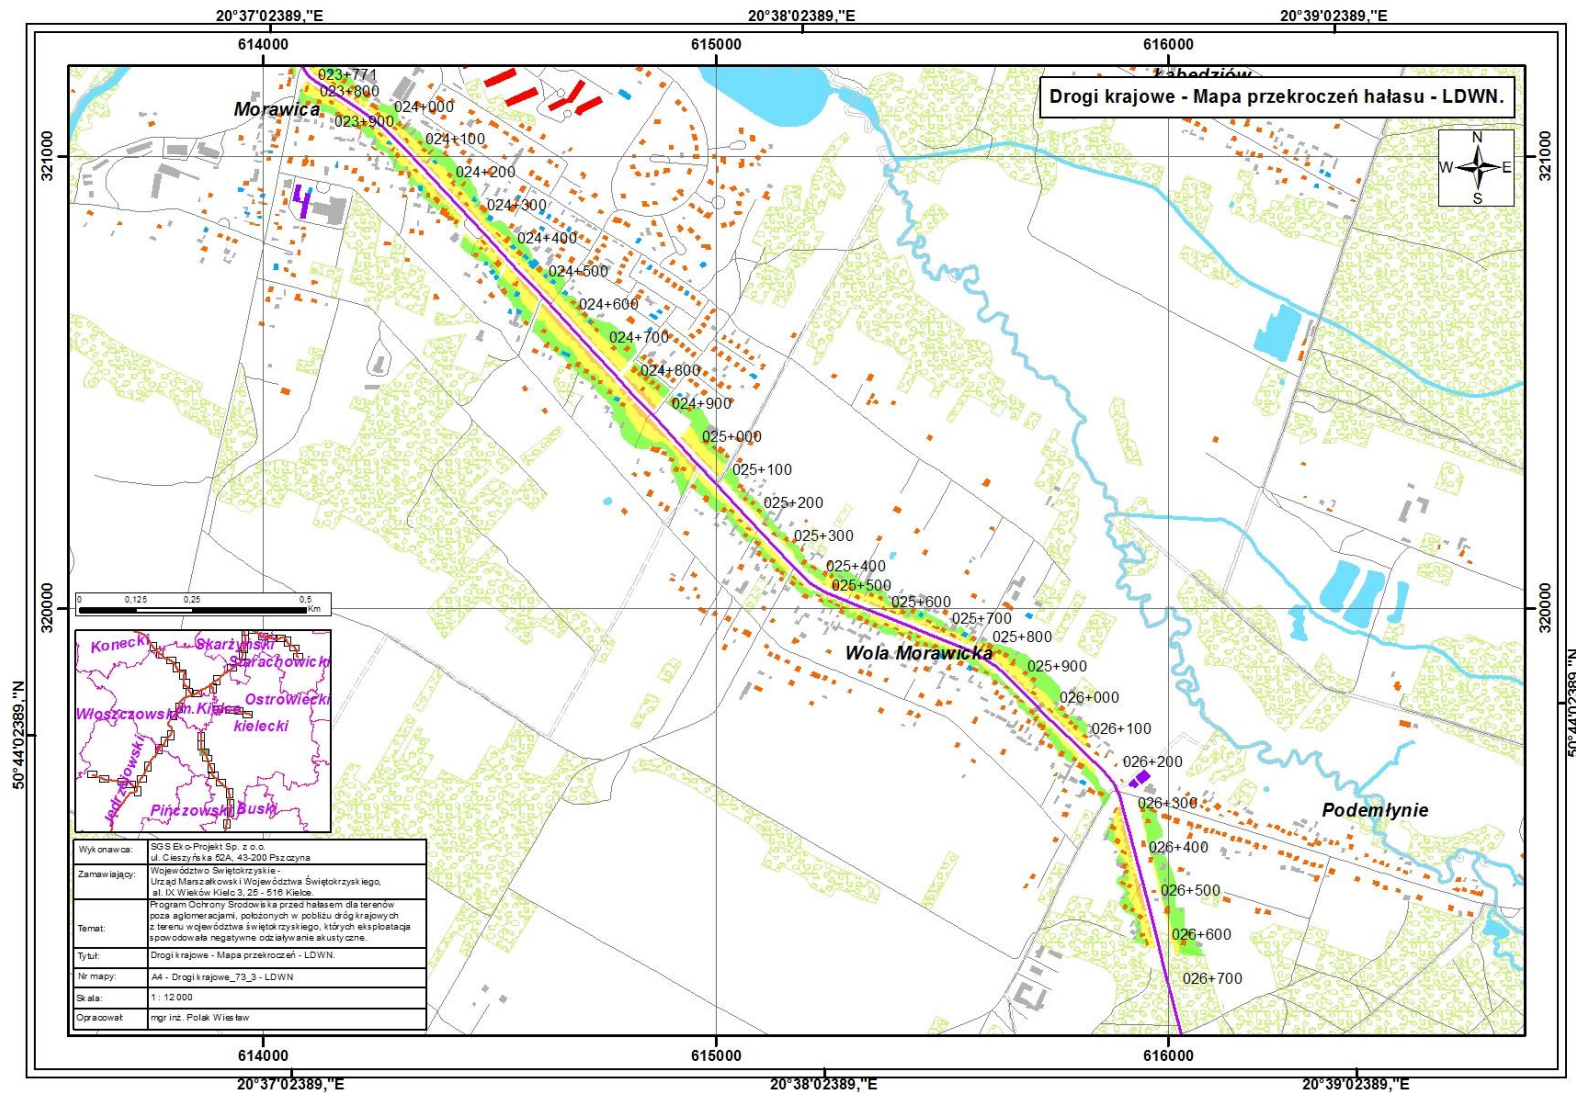 20°37'02389,"E
20°38'02389,"E
20°39'02389,"E
614000
615000
616000
Łabędziów
Drogi krajowe - Mapa przekroczeń hałasu - LDWN.
N
W
E
S
321000
321000
Morawica
023+771
023+800
023+900
024+000
024+100
024+200
024+300
024+400
024+500
024+600
024+700
024+800
024+900
025+000
025+100
025+200
025+300
025+400
025+500
025+600
025+700
025+800
025+900
026+000
026+100
026+200
026+300
026+400
026+500
026+600
026+700
Wola Morawicka
Podemłynie
320000
320000
50°44'02389,"N
50°44'02389,"N
0
0,125
0,25
0,5
Km
Konecki
Skarżyski
Starachowicki
Ostrowiecki
Włoszczowski
m.Kielce
kielecki
Jędrzejowski
Pińczowski
Buski
Wykonawca:
SGS Eko-Projekt Sp. z o.o.
ul. Cieszyńska 52A, 43-200 Pszczyna
Zamawiający:
Województwo Świętokrzyskie -
Urząd Marszałkowski Województwa Świętokrzyskiego,
al. IX Wieków Kielc 3, 25 - 516 Kielce.
Temat:
Program Ochrony Środowiska przed hałasem dla terenów
poza aglomeracjami, położonych w pobliżu dróg krajowych
z terenu województwa świętokrzyskiego, których eksploatacja
spowodowała negatywne oddziaływanie akustyczne.
Tytuł:
Drogi krajowe - Mapa przekroczeń - LDWN.
Nr mapy:
A4 - Drogi krajowe_73_3 - LDWN
Skala:
1 : 12 000
Opracował:
mgr inż. Polak Wiesław
614000
615000
616000
20°37'02389,"E
20°38'02389,"E
20°39'02389,"E